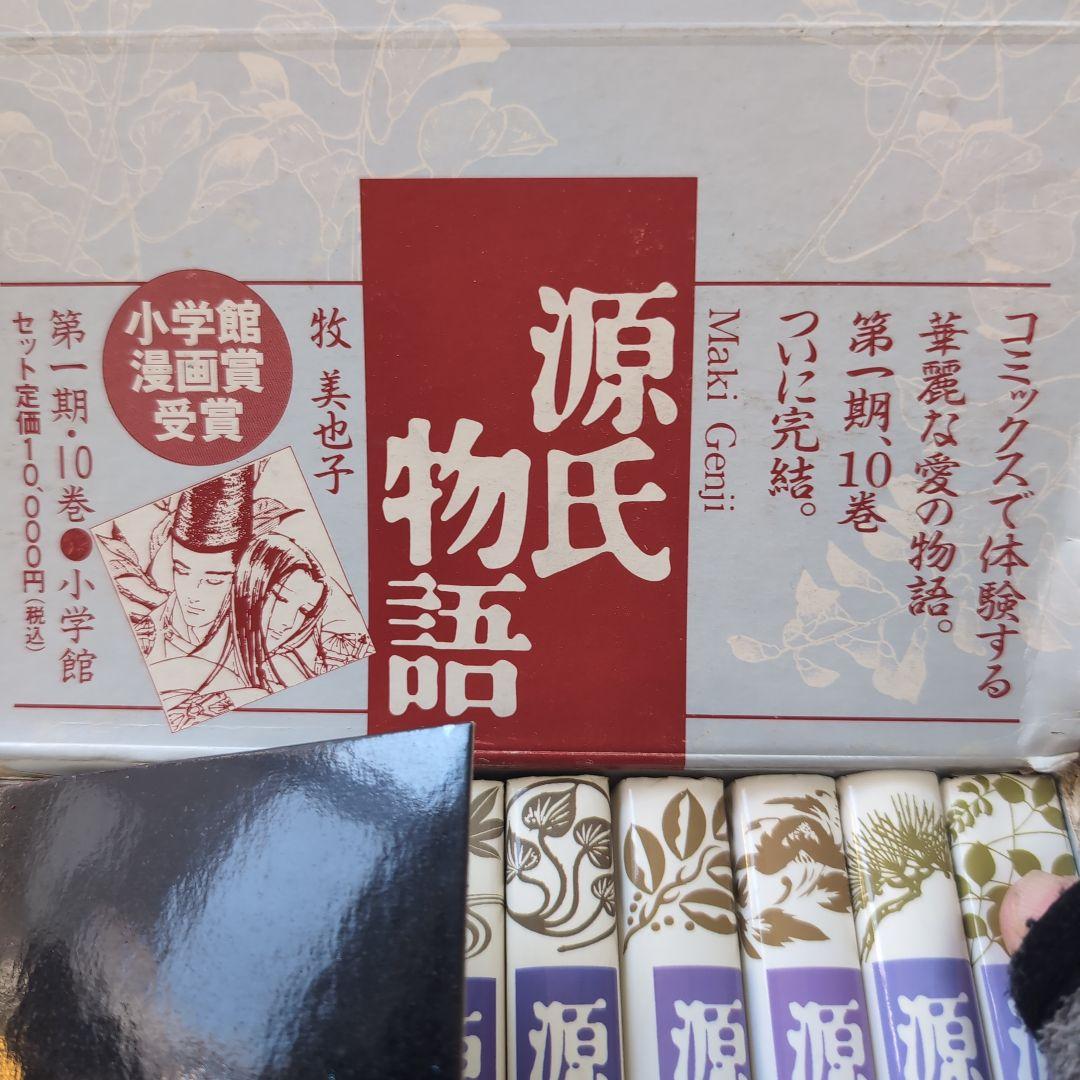 コミックスで体験する
華麗な愛の物語。
第一期、10巻
ついに完結。
Maki Genji
源氏
物語
牧 美也子
小学館
漫画賞
受賞
第一期・10巻●小学館
セット定価10,000円(税込)
源
源
源
源